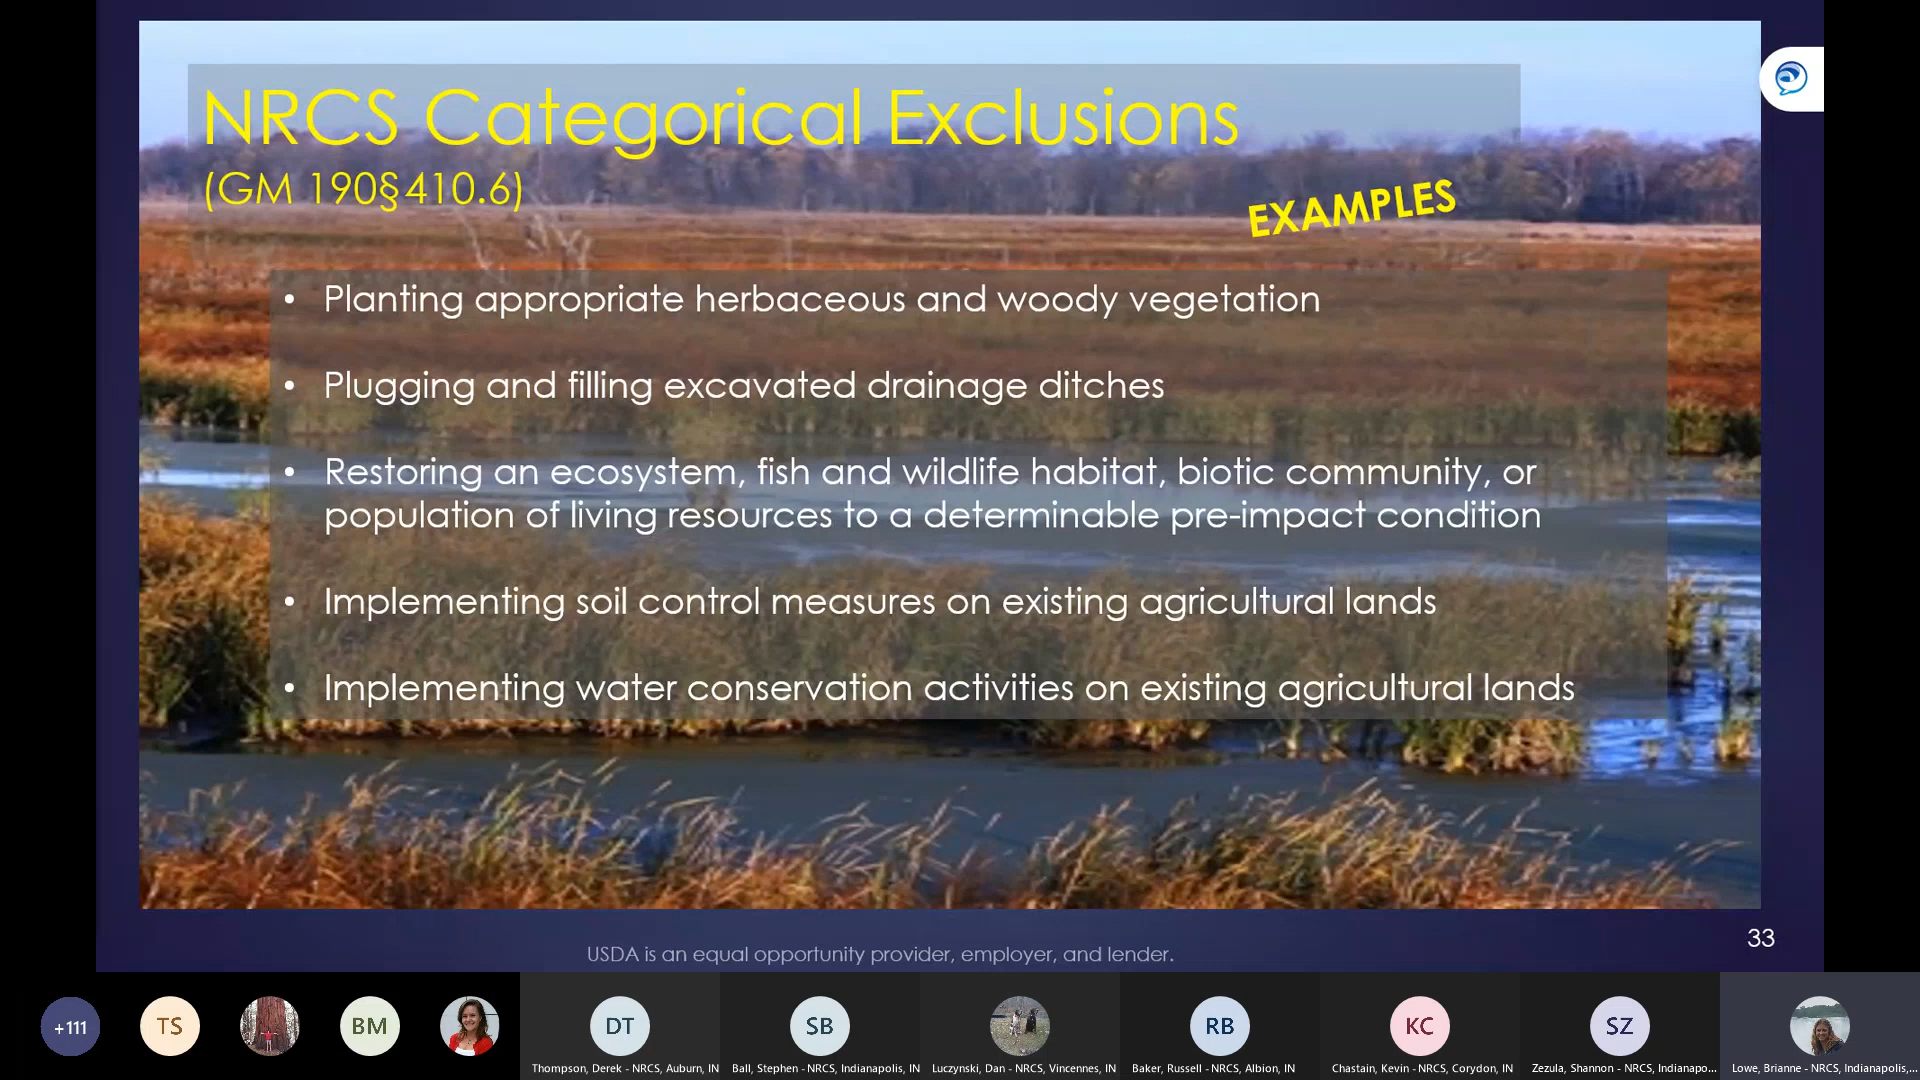 NRCS Categorical Exclusions
(GM 190§410.6)
EXAMPLES
• Planting appropriate herbaceous and woody vegetation
• Plugging and filling excavated drainage ditches
• Restoring an ecosystem, fish and wildlife habitat, biotic community, or
population of living resources to a determinable pre-impact condition
• Implementing soil control measures on existing agricultural lands
• Implementing water conservation activities on existing agricultural lands
33
USDA is an equal opportunity provider, employer, and lender.
+111
TS
BM
DT
SB
RB
KC
SZ
Thompson, Derek - NRCS, Auburn, IN
Ball, Stephen - NRCS, Indianapolis, IN
Luczynski, Dan - NRCS, Vincennes, IN
Baker, Russell - NRCS, Albion, IN
Chastain, Kevin - NRCS, Corydon, IN
Zezula, Shannon - NRCS, Indianapo...
Lowe, Brianne - NRCS, Indianapolis,...